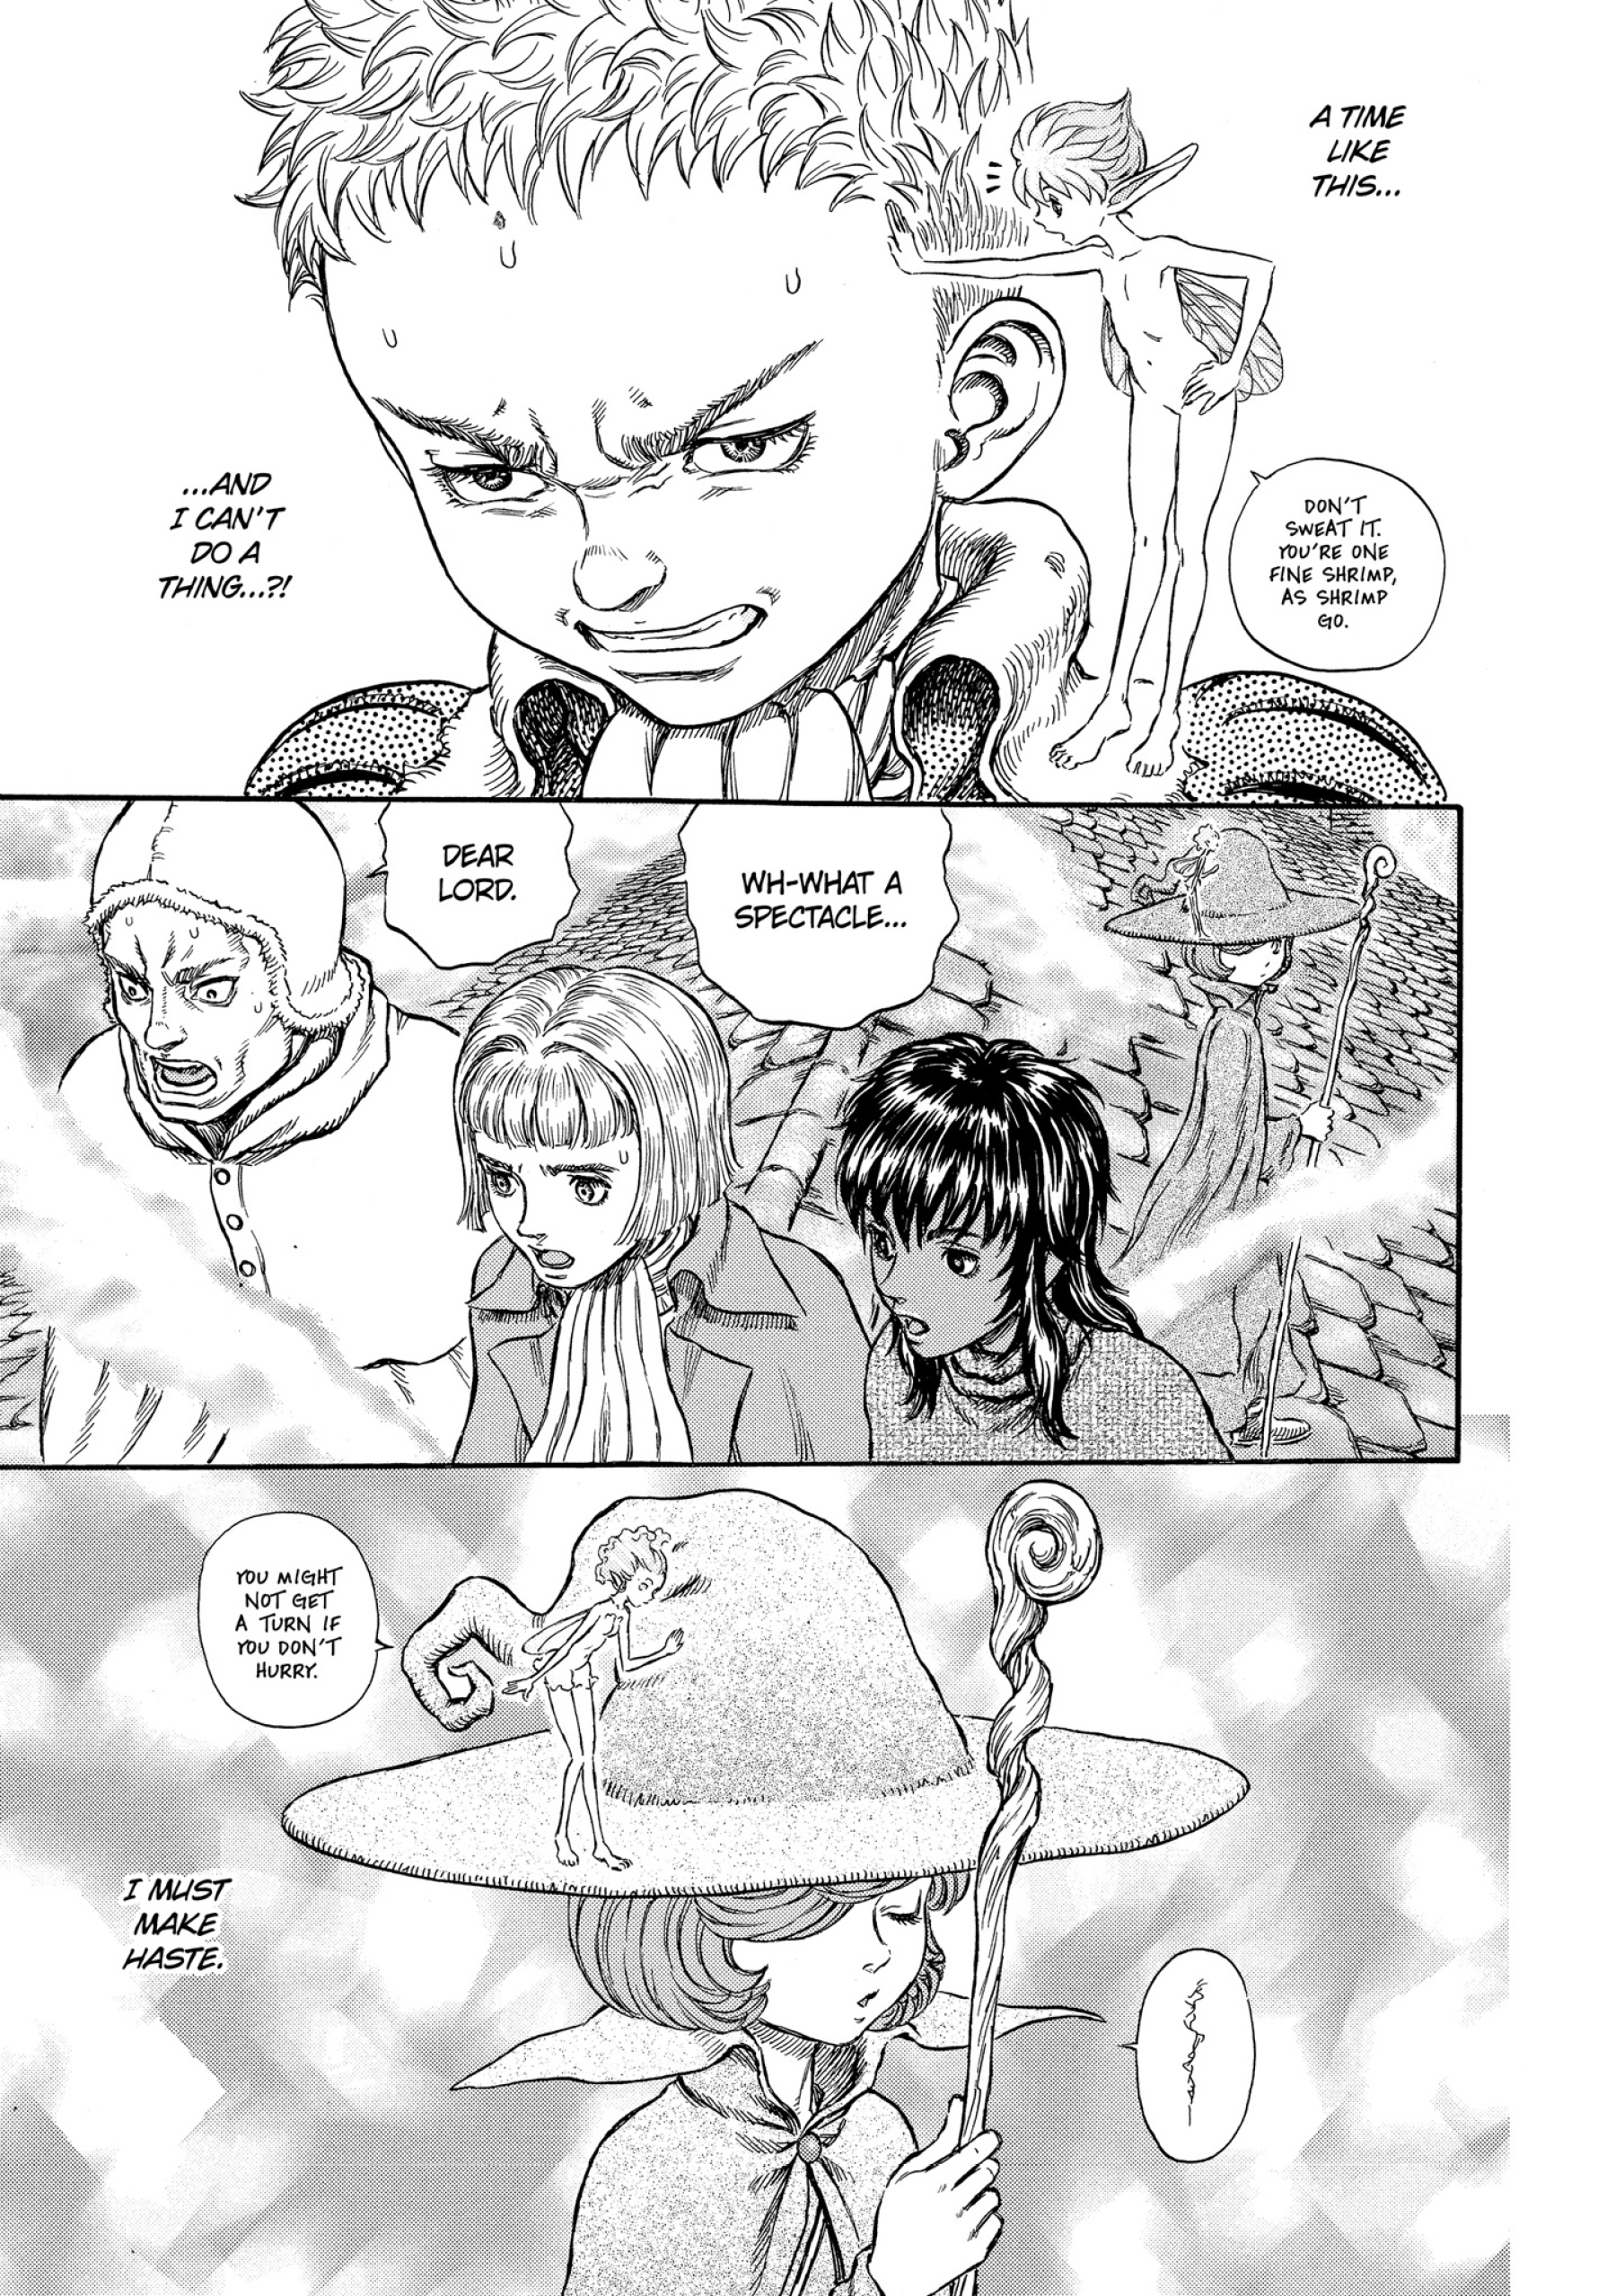 A TIME
LIKE
THIS...
DON'T
SWEAT IT.
YOU'RE ONE
FINE SHRIMP,
AS SHRIMP
GO.
...AND
I CAN'T
DO A
THING...?!
WH-WHAT A
SPECTACLE...
DEAR
LORD.
YOU MIGHT
NOT GET
A TURN IF
YOU DON'T
HURRY.
I MUST
MAKE
HASTE.